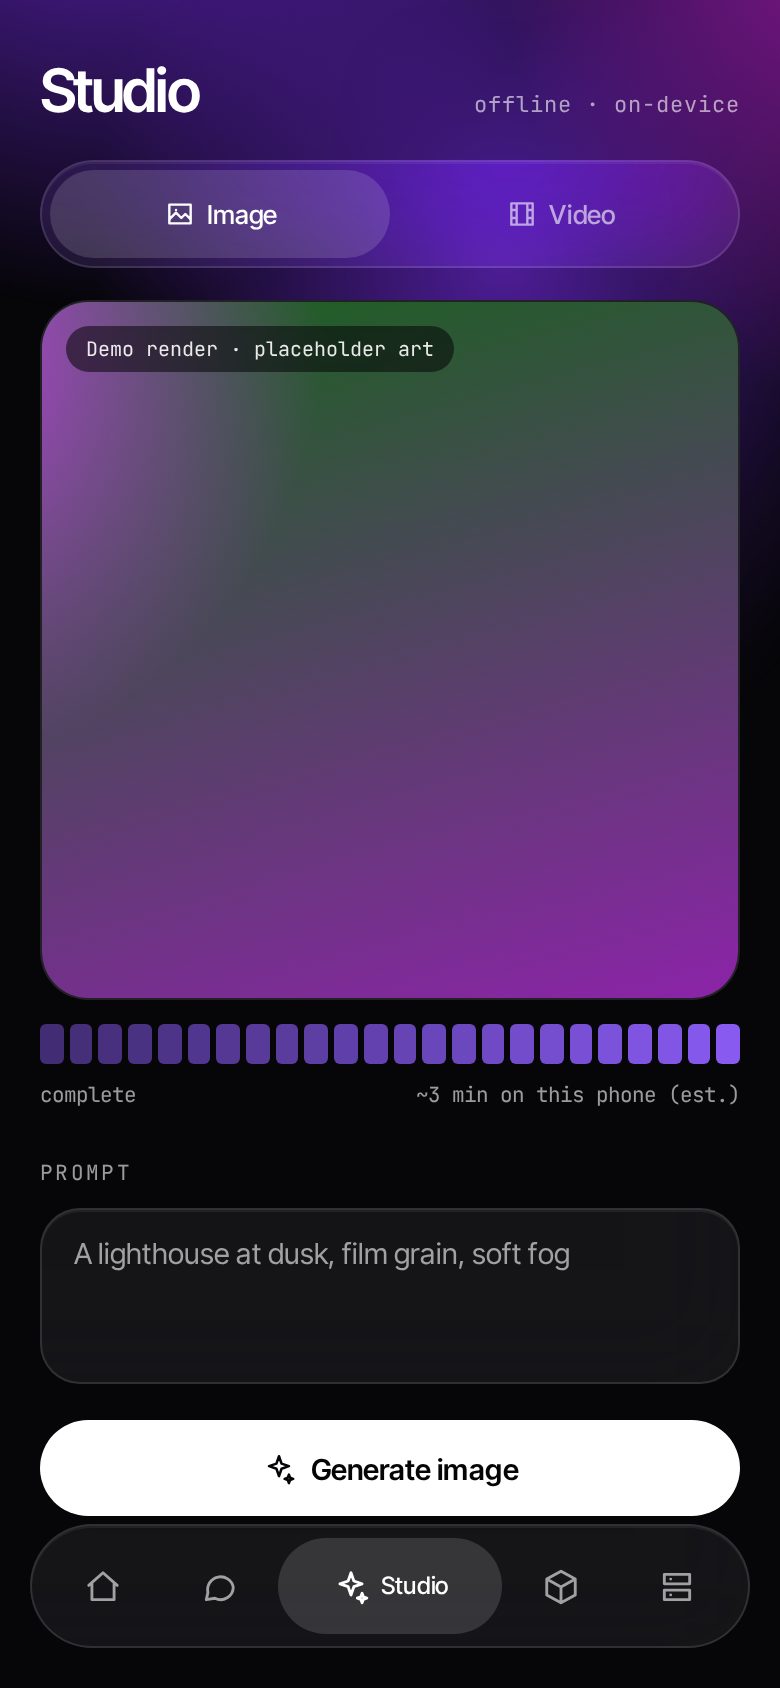 Studio
offline · on-device
Image
Video
Demo render · placeholder art
complete
~3 min on this phone (est.)
PROMPT
A lighthouse at dusk, film grain, soft fog
Generate image
Studio